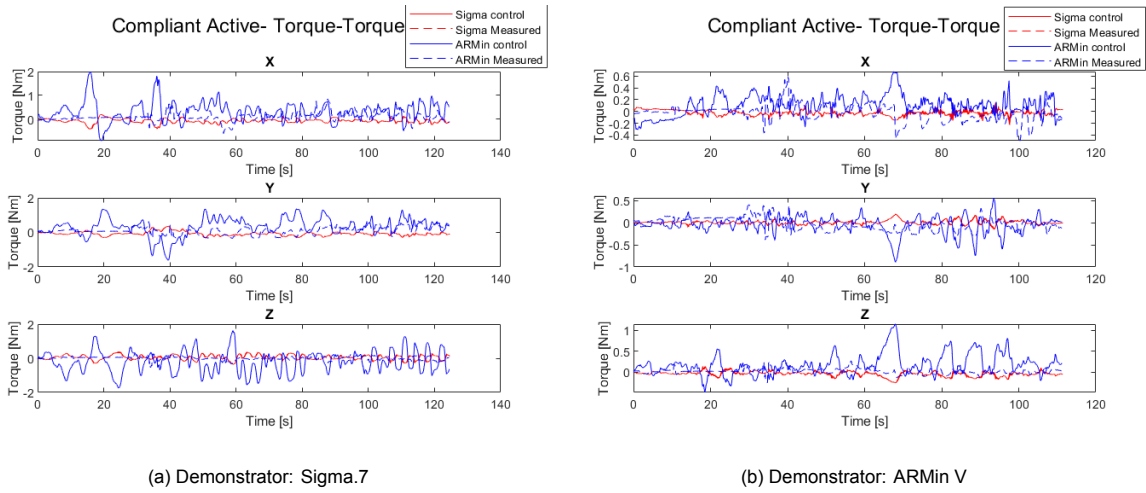 Compliant Active- Torque-Torque
Sigma control
Sigma Measured
ARMin control
ARMin Measured
X
Torque [Nm]
2
1
0
0 20 40 60 80 100 120 140
Time [s]
Y
Torque [Nm]
2
0
-2
0 20 40 60 80 100 120 140
Time [s]
Z
Torque [Nm]
2
0
-2
0 20 40 60 80 100 120 140
Time [s]
(a) Demonstrator: Sigma.7
Compliant Active- Torque-Torque
Sigma control
Sigma Measured
ARMin control
ARMin Measured
X
Torque [Nm]
0.6
0.4
0.2
0
-0.2
-0.4
0 20 40 60 80 100 120
Time [s]
Y
Torque [Nm]
0.5
0
-0.5
-1
0 20 40 60 80 100 120
Time [s]
Z
Torque [Nm]
1
0.5
0
0 20 40 60 80 100 120
Time [s]
(b) Demonstrator: ARMin V